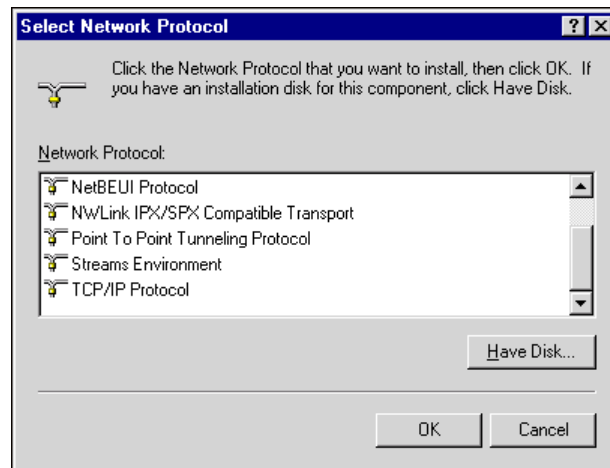 Select Network Protocol
Click the Network Protocol that you want to install, then click OK. If
you have an installation disk for this component, click Have Disk.
Network Protocol:
NetBEUI Protocol
NWLink IPX/SPX Compatible Transport
Point To Point Tunneling Protocol
Streams Environment
TCP/IP Protocol
Have Disk...
OK
Cancel